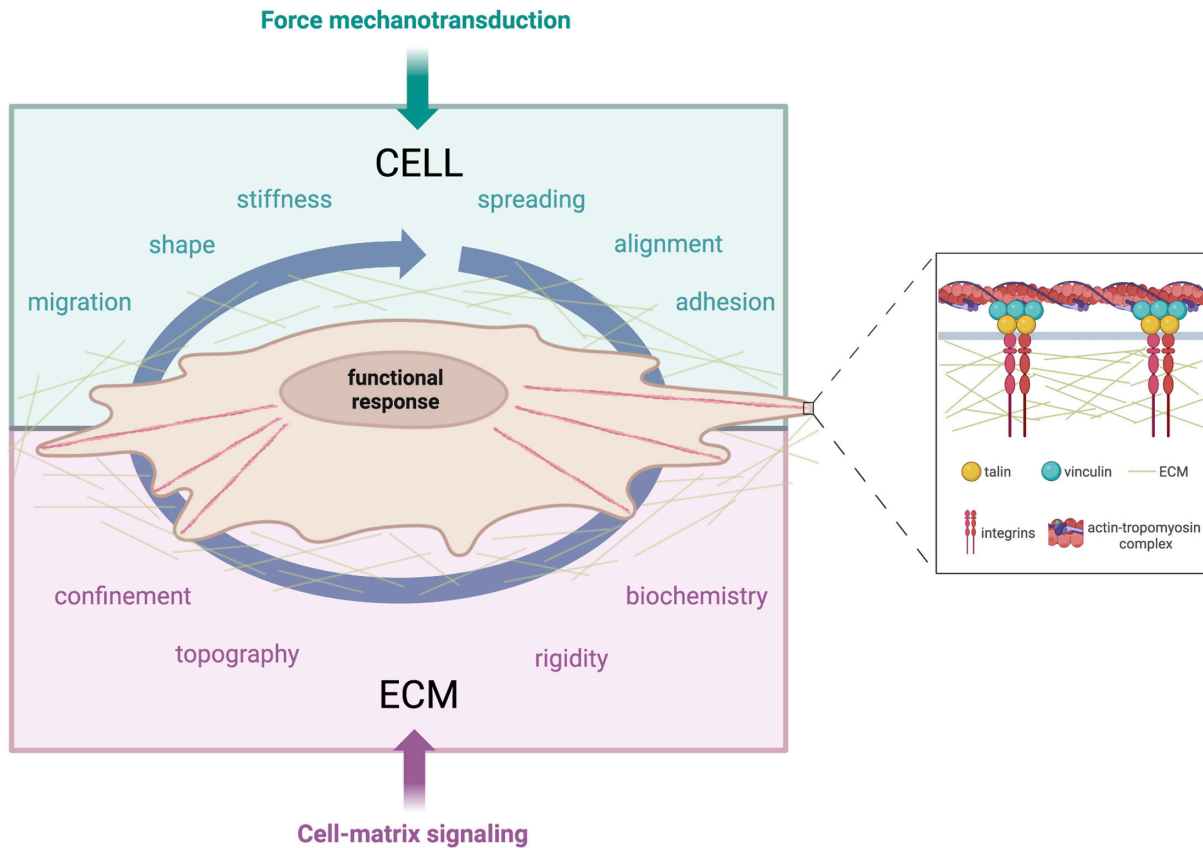 Force mechanotransduction
CELL
stiffness
spreading
shape
alignment
migration
adhesion
functional
response
confinement
biochemistry
topography
rigidity
ECM
Cell-matrix signaling
talin
vinculin
ECM
integrins
actin-tropomyosin
complex